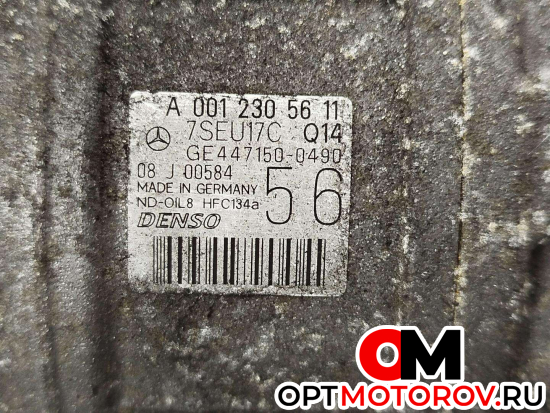 A 001 230 56 11
7SEU17C Q14
GE447150-0490
08 J 00584
MADE IN GERMANY
ND-OIL8 HFC134a
56
DENSO
ОМ
OPTMOTOROV.RU